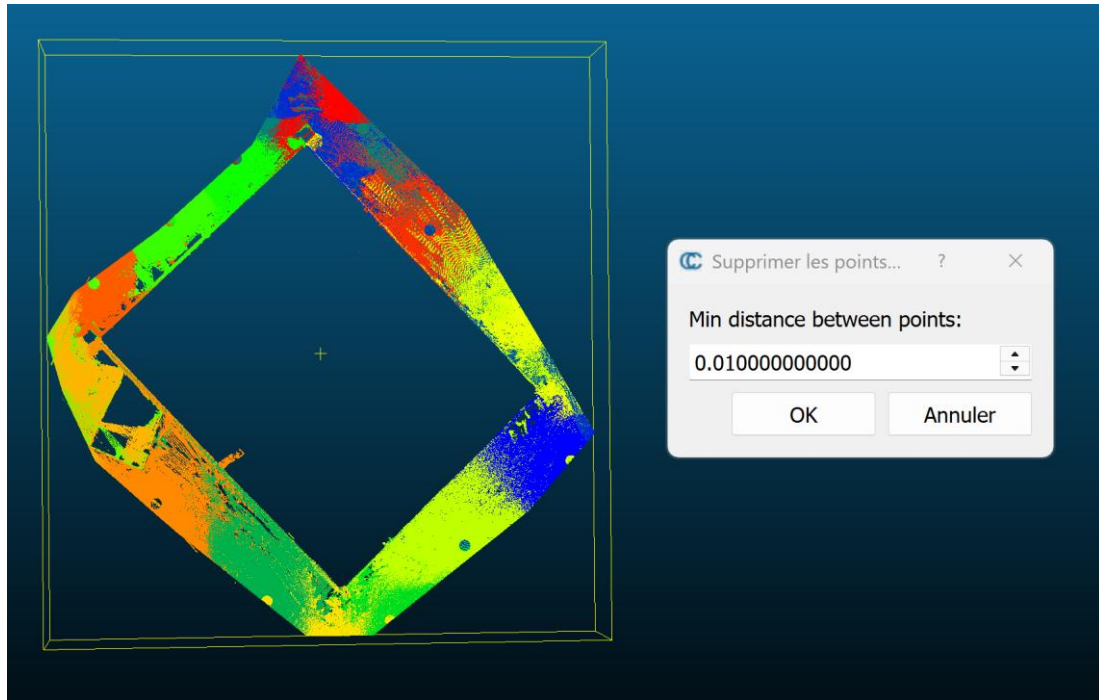 Supprimer les points... ?
Min distance between points:
0.010000000000
OK Annuler